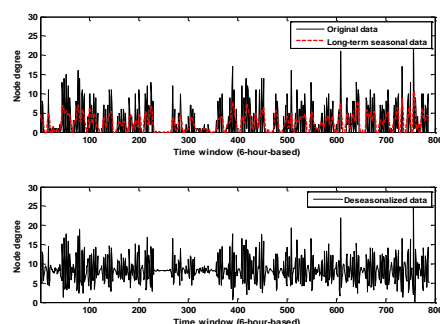 30
25
20
15
10
5
0
Node degree
Original data
Long-term seasonal data
100 200 300 400 500 600 700 800
Time window (6-hour-based)
30
25
20
15
10
5
0
Node degree
Deseasonalized data
100 200 300 400 500 600 700 800
Time window (6-hour-based)